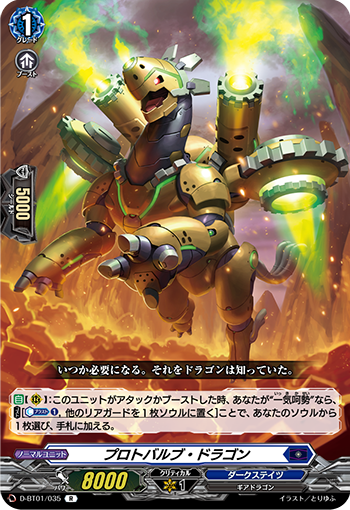 1
グレード
ブースト
5000
シールド
いつか必要になる。それをドラゴンは知っていた。
:このユニットがアタックかブーストした時、あなたが“一気呵勢”なら、
[ブラスト 1, 他のリアガードを1枚ソウルに置く]ことで、あなたのソウルから
1枚選び、手札に加える。
ノーマルユニット
プロトバルブ・ドラゴン
パワー 8000
クリティカル
1
ダークステイツ
ギアドラゴン
D-BT01/035 R
イラスト/とりゆふ